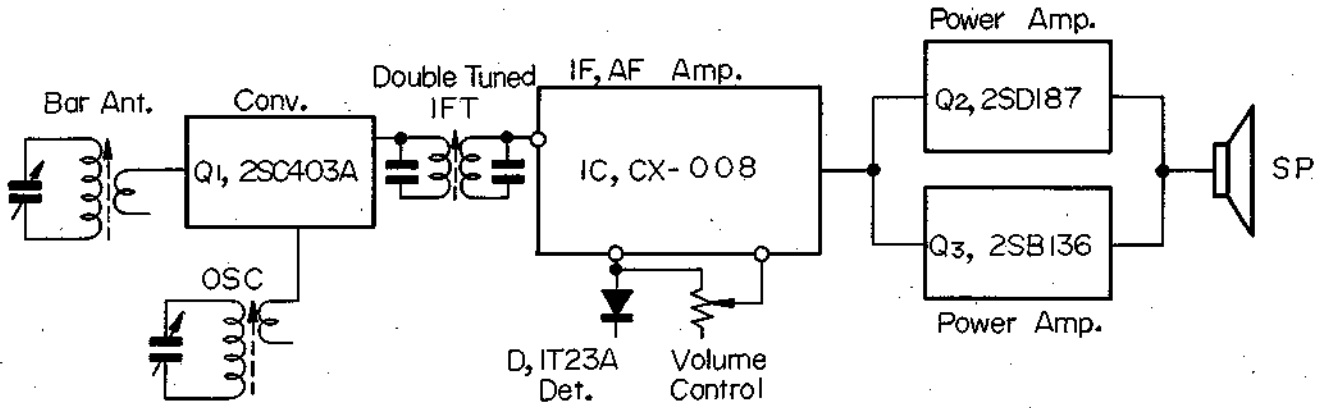 Power Amp.
Double Tuned
IFT
IF, AF Amp.
Bar Ant.
Conv.
Q2, 2SD187
Q1, 2SC403A
IC, CX-008
SP
Q3, 2SB136
OSC
Power Amp.
D, 1T23A
Det.
Volume
Control